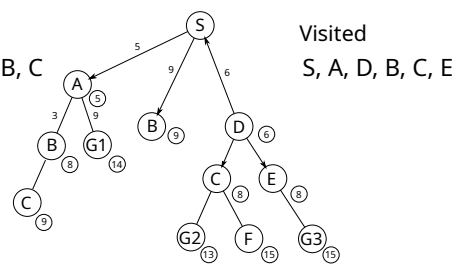 S
Visited
5
9
6
B, C
S, A, D, B, C, E
A
5
3
9
B
9
D
6
B
8
G1
14
C
8
E
8
C
9
G2
13
F
15
G3
15